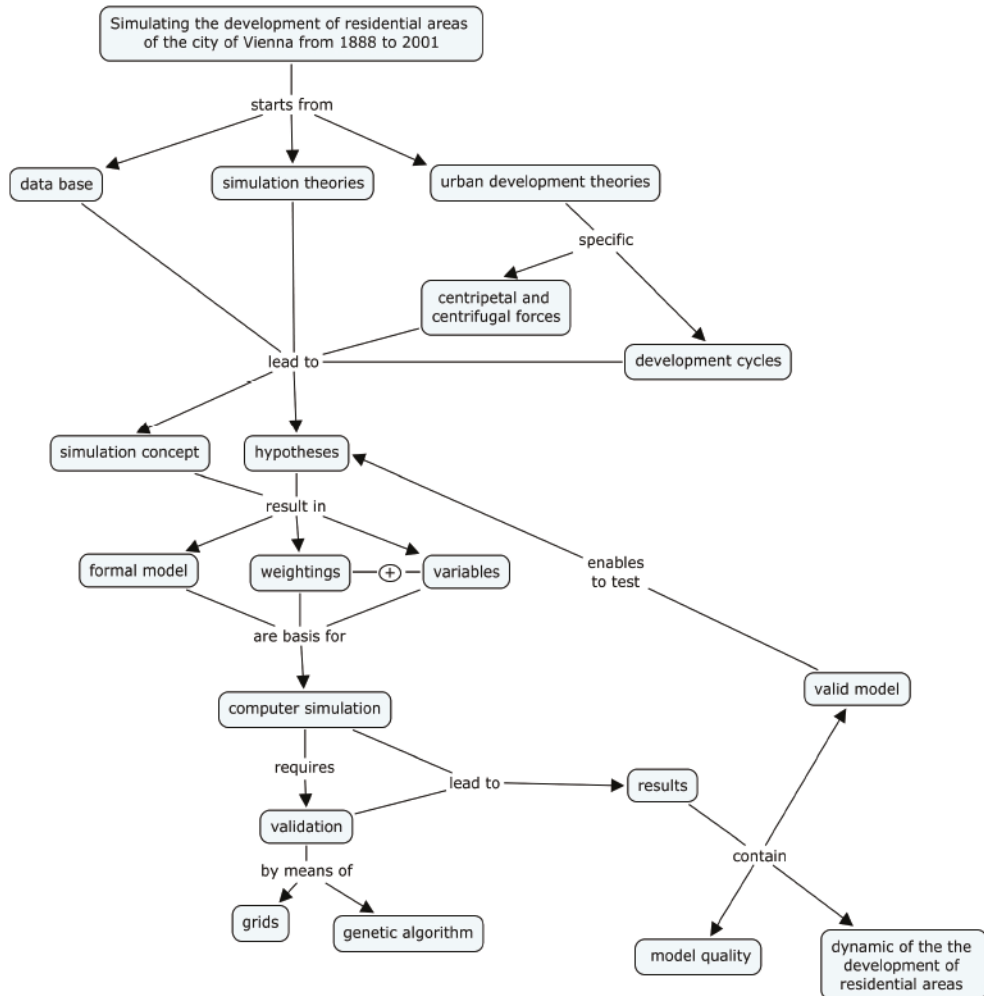 Simulating the development of residential areas
of the city of Vienna from 1888 to 2001
starts from
data base
simulation theories
urban development theories
specific
centripetal and
centrifugal forces
lead to
development cycles
simulation concept
hypotheses
result in
enables
to test
formal model
weightings
+
variables
are basis for
valid model
computer simulation
requires
lead to
results
validation
contain
by means of
grids
genetic algorithm
model quality
dynamic of the the
development of
residential areas